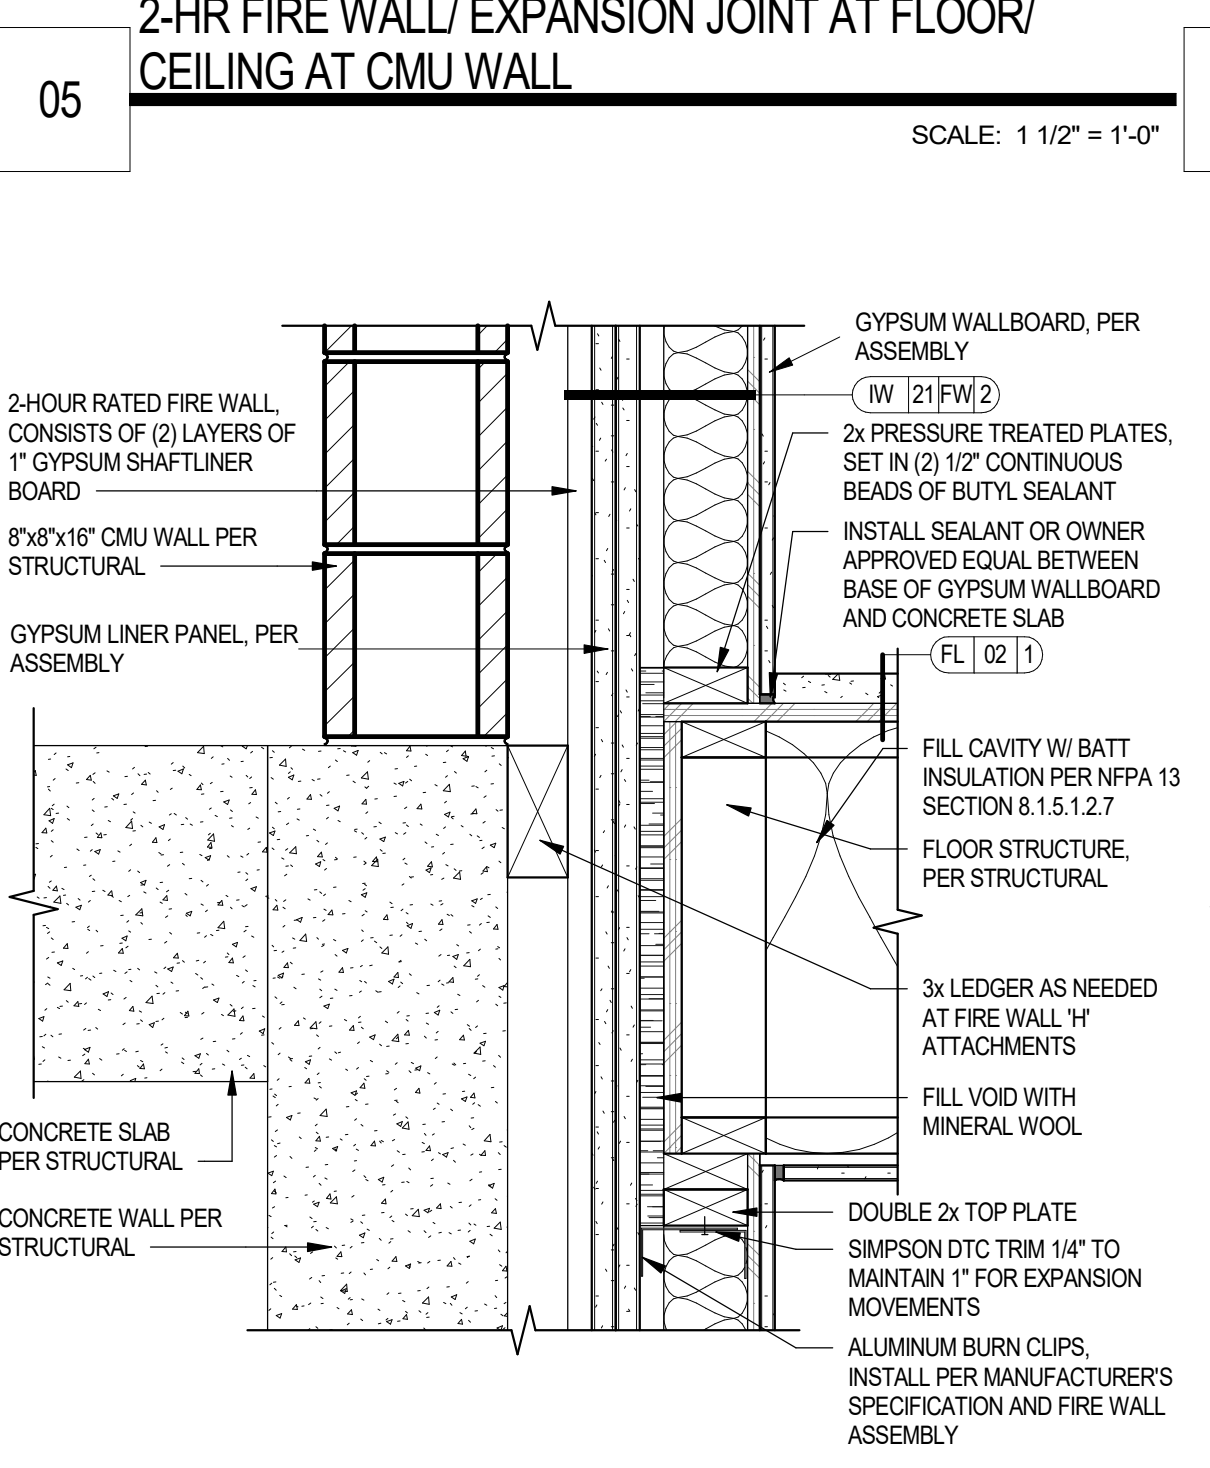 2-HR FIRE WALL/ EXPANSION JOINT AT FLOOR/
CEILING AT CMU WALL
05
SCALE: 1 1/2" = 1'-0"
2-HOUR RATED FIRE WALL,
CONSISTS OF (2) LAYERS OF
1" GYPSUM SHAFTLINER
BOARD
8"x8"x16" CMU WALL PER
STRUCTURAL
GYPSUM LINER PANEL, PER
ASSEMBLY
CONCRETE SLAB
PER STRUCTURAL
CONCRETE WALL PER
STRUCTURAL
GYPSUM WALLBOARD, PER
ASSEMBLY
IW 21 FW 2
2x PRESSURE TREATED PLATES,
SET IN (2) 1/2" CONTINUOUS
BEADS OF BUTYL SEALANT
INSTALL SEALANT OR OWNER
APPROVED EQUAL BETWEEN
BASE OF GYPSUM WALLBOARD
AND CONCRETE SLAB
FL 02 1
FILL CAVITY W/ BATT
INSULATION PER NFPA 13
SECTION 8.1.5.1.2.7
FLOOR STRUCTURE,
PER STRUCTURAL
3x LEDGER AS NEEDED
AT FIRE WALL 'H'
ATTACHMENTS
FILL VOID WITH
MINERAL WOOL
DOUBLE 2x TOP PLATE
SIMPSON DTC TRIM 1/4" TO
MAINTAIN 1" FOR EXPANSION
MOVEMENTS
ALUMINUM BURN CLIPS,
INSTALL PER MANUFACTURER'S
SPECIFICATION AND FIRE WALL
ASSEMBLY